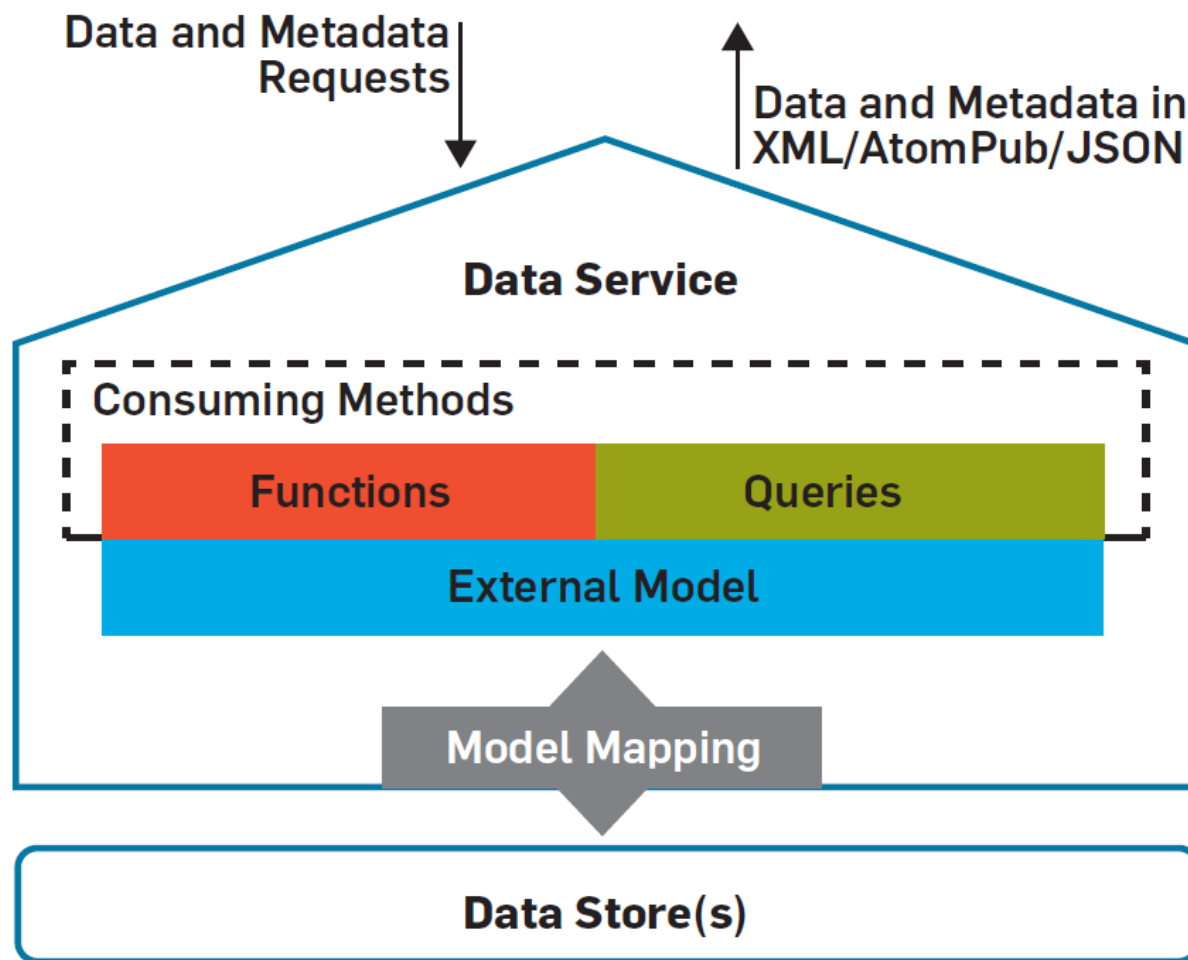 Data and Metadata
Requests
Data and Metadata in
XML/AtomPub/JSON
Data Service
Consuming Methods
Functions
Queries
External Model
Model Mapping
Data Store(s)